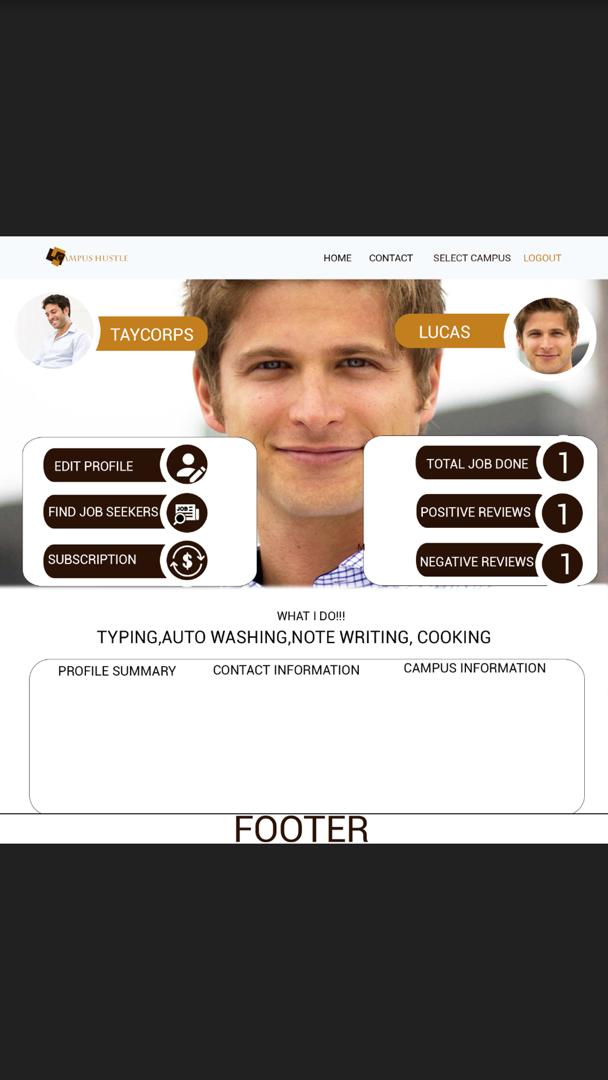 CAMPUS HUSTLE
HOME CONTACT SELECT CAMPUS LOGOUT
TAYCORPS
LUCAS
EDIT PROFILE
FIND JOB SEEKERS
JOB
SUBSCRIPTION
$
TOTAL JOB DONE 1
POSITIVE REVIEWS 1
M
NEGATIVE REVIEWS 1
WHAT I DO!!!
TYPING,AUTO WASHING,NOTE WRITING, COOKING
PROFILE SUMMARY CONTACT INFORMATION CAMPUS INFORMATION
FOOTER